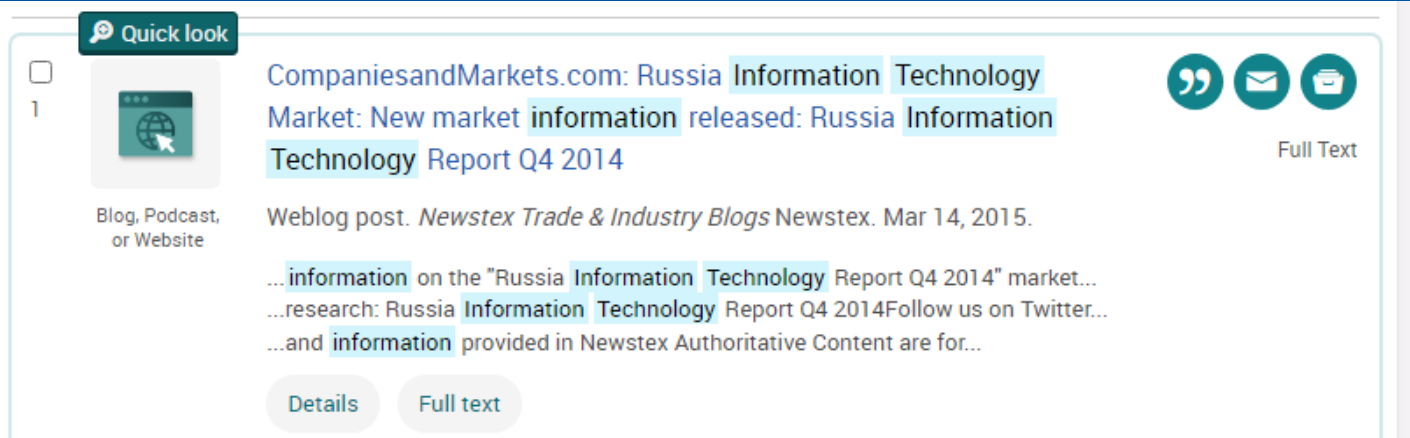 Quick look
1
Blog, Podcast,
or Website
CompaniesandMarkets.com: Russia Information Technology
Market: New market information released: Russia Information
Technology Report Q4 2014
Full Text
Weblog post. Newstex Trade & Industry Blogs Newstex. Mar 14, 2015.
...information on the "Russia Information Technology Report Q4 2014" market...
...research: Russia Information Technology Report Q4 2014Follow us on Twitter...
...and information provided in Newstex Authoritative Content are for...
Details
Full text